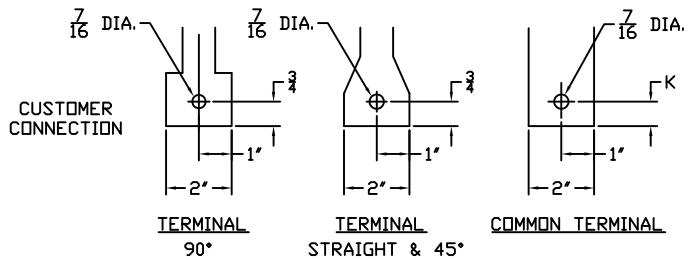 7/16 DIA. 7/16 DIA. 7/16 DIA.
3/4 3/4 K
CUSTOMER
CONNECTION
1" 1" 1"
2" 2" 2"
TERMINAL TERMINAL COMMON TERMINAL
90° STRAIGHT & 45°